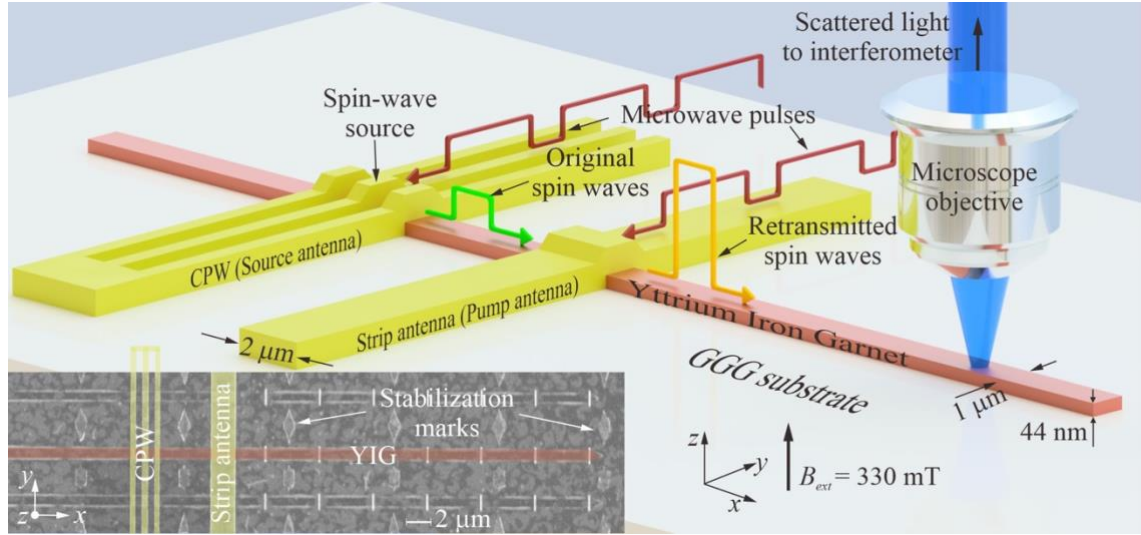 Scattered light
to interferometer
Spin-wave
source
Microwave pulses
Original
spin waves
Microscope
objective
Retransmitted
spin waves
CPW (Source antenna)
Strip antenna (Pump antenna)
Yttrium Iron Garnet
2 μm
GGG substrate
1 μm
44 nm
Stabilization
marks
CPW
Strip antenna
YIG
y
z
x
2 μm
z
y
x
B_ext = 330 mT